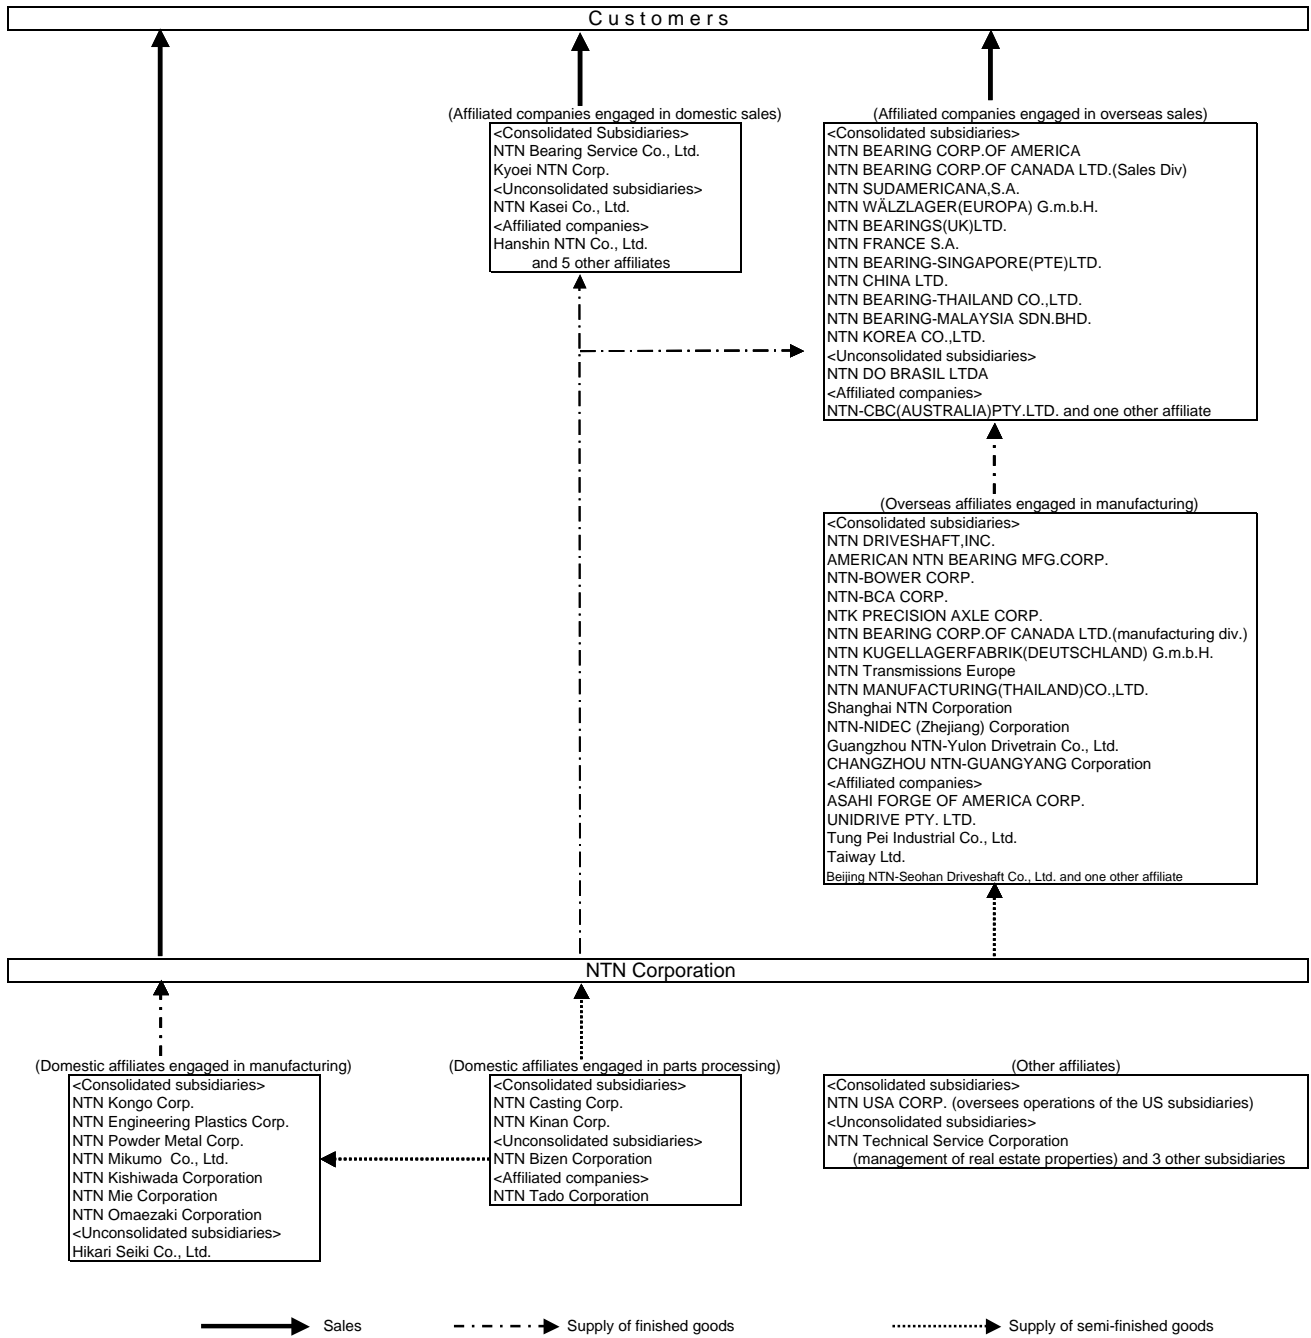 Customers
(Affiliated companies engaged in domestic sales)
<Consolidated Subsidiaries>
NTN Bearing Service Co., Ltd.
Kyoei NTN Corp.
<Unconsolidated subsidiaries>
NTN Kasei Co., Ltd.
<Affiliated companies>
Hanshin NTN Co., Ltd.
and 5 other affiliates
(Affiliated companies engaged in overseas sales)
<Consolidated subsidiaries>
NTN BEARING CORP.OF AMERICA
NTN BEARING CORP.OF CANADA LTD.(Sales Div)
NTN SUDAMERICANA,S.A.
NTN WÄLZLAGER(EUROPA) G.m.b.H.
NTN BEARINGS(UK)LTD.
NTN FRANCE S.A.
NTN BEARING-SINGAPORE(PTE)LTD.
NTN CHINA LTD.
NTN BEARING-THAILAND CO.,LTD.
NTN BEARING-MALAYSIA SDN.BHD.
NTN KOREA CO.,LTD.
<Unconsolidated subsidiaries>
NTN DO BRASIL LTDA
<Affiliated companies>
NTN-CBC(AUSTRALIA)PTY.LTD. and one other affiliate
(Overseas affiliates engaged in manufacturing)
<Consolidated subsidiaries>
NTN DRIVESHAFT,INC.
AMERICAN NTN BEARING MFG.CORP.
NTN-BOWER CORP.
NTN-BCA CORP.
NTK PRECISION AXLE CORP.
NTN BEARING CORP.OF CANADA LTD.(manufacturing div.)
NTN KUGELLAGERFABRIK(DEUTSCHLAND) G.m.b.H.
NTN Transmissions Europe
NTN MANUFACTURING(THAILAND)CO.,LTD.
Shanghai NTN Corporation
NTN-NIDEC (Zhejiang) Corporation
Guangzhou NTN-Yulon Drivetrain Co., Ltd.
CHANGZHOU NTN-GUANGYANG Corporation
<Affiliated companies>
ASAHI FORGE OF AMERICA CORP.
UNIDRIVE PTY. LTD.
Tung Pei Industrial Co., Ltd.
Taiway Ltd.
Beijing NTN-Seohan Driveshaft Co., Ltd. and one other affiliate
NTN Corporation
(Domestic affiliates engaged in manufacturing)
<Consolidated subsidiaries>
NTN Kongo Corp.
NTN Engineering Plastics Corp.
NTN Powder Metal Corp.
NTN Mikumo Co., Ltd.
NTN Kishiwada Corporation
NTN Mie Corporation
NTN Omaezaki Corporation
<Unconsolidated subsidiaries>
Hikari Seiki Co., Ltd.
(Domestic affiliates engaged in parts processing)
<Consolidated subsidiaries>
NTN Casting Corp.
NTN Kinan Corp.
<Unconsolidated subsidiaries>
NTN Bizen Corporation
<Affiliated companies>
NTN Tado Corporation
(Other affiliates)
<Consolidated subsidiaries>
NTN USA CORP. (oversees operations of the US subsidiaries)
<Unconsolidated subsidiaries>
NTN Technical Service Corporation
(management of real estate properties) and 3 other subsidiaries
Sales
Supply of finished goods
Supply of semi-finished goods